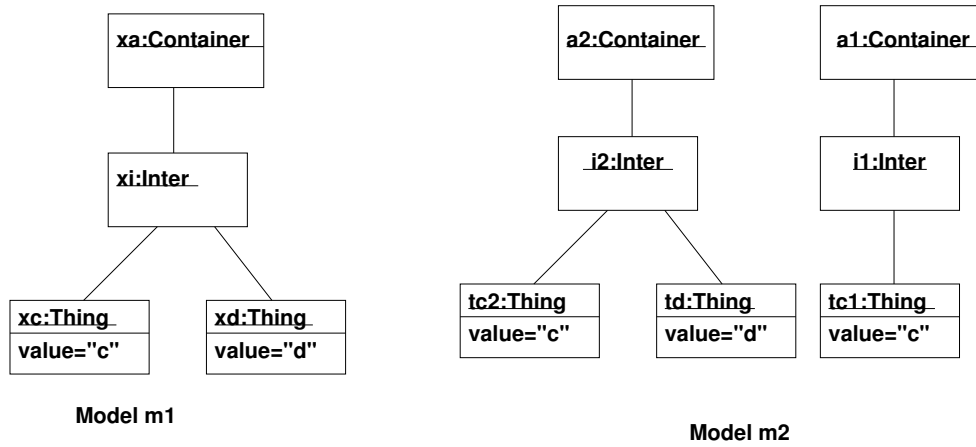 xa:Container
xi:Inter
xc:Thing
value="c"
xd:Thing
value="d"
Model m1
a2:Container
a1:Container
i2:Inter
i1:Inter
tc2:Thing
value="c"
td:Thing
value="d"
tc1:Thing
value="c"
Model m2